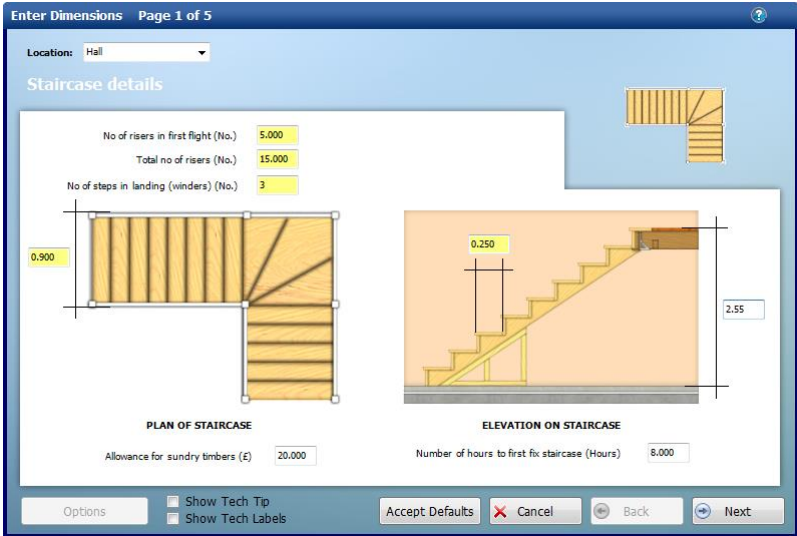 Enter Dimensions Page 1 of 5
?
Location: Hall
Staircase details
No of risers in first flight (No.) 5.000
Total no of risers (No.) 15.000
No of steps in landing (winders) (No.) 3
0.900
0.250
2.55
PLAN OF STAIRCASE
ELEVATION ON STAIRCASE
Allowance for sundry timbers (£) 20.000
Number of hours to first fix staircase (Hours) 8.000
Options
Show Tech Tip
Show Tech Labels
Accept Defaults
Cancel
Back
Next